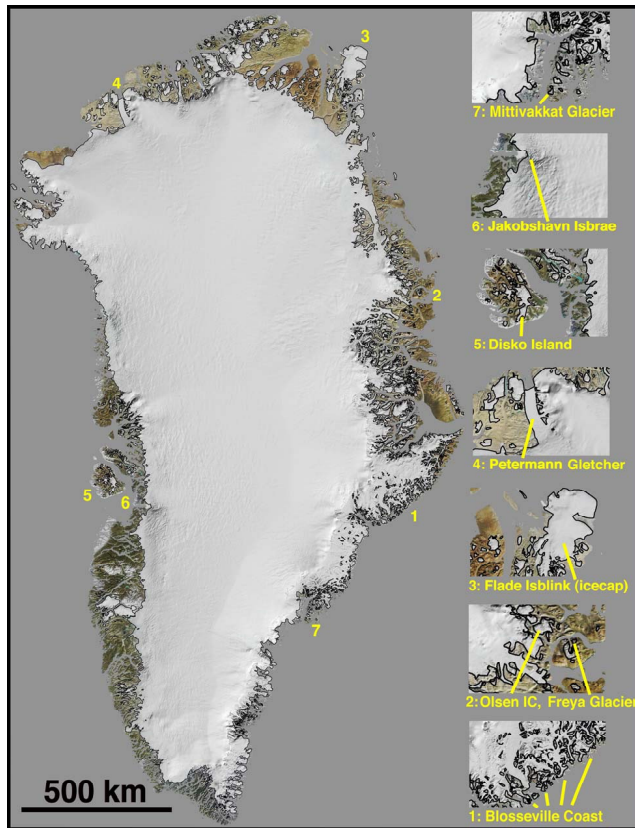 3
4
2
5
6
1
7
500 km
7: Mittivakkat Glacier
6: Jakobshavn Isbrae
5: Disko Island
4: Petermann Gletcher
3: Flade Isblink (icecap)
2: Olsen IC, Freya Glacier
1: Blosseville Coast